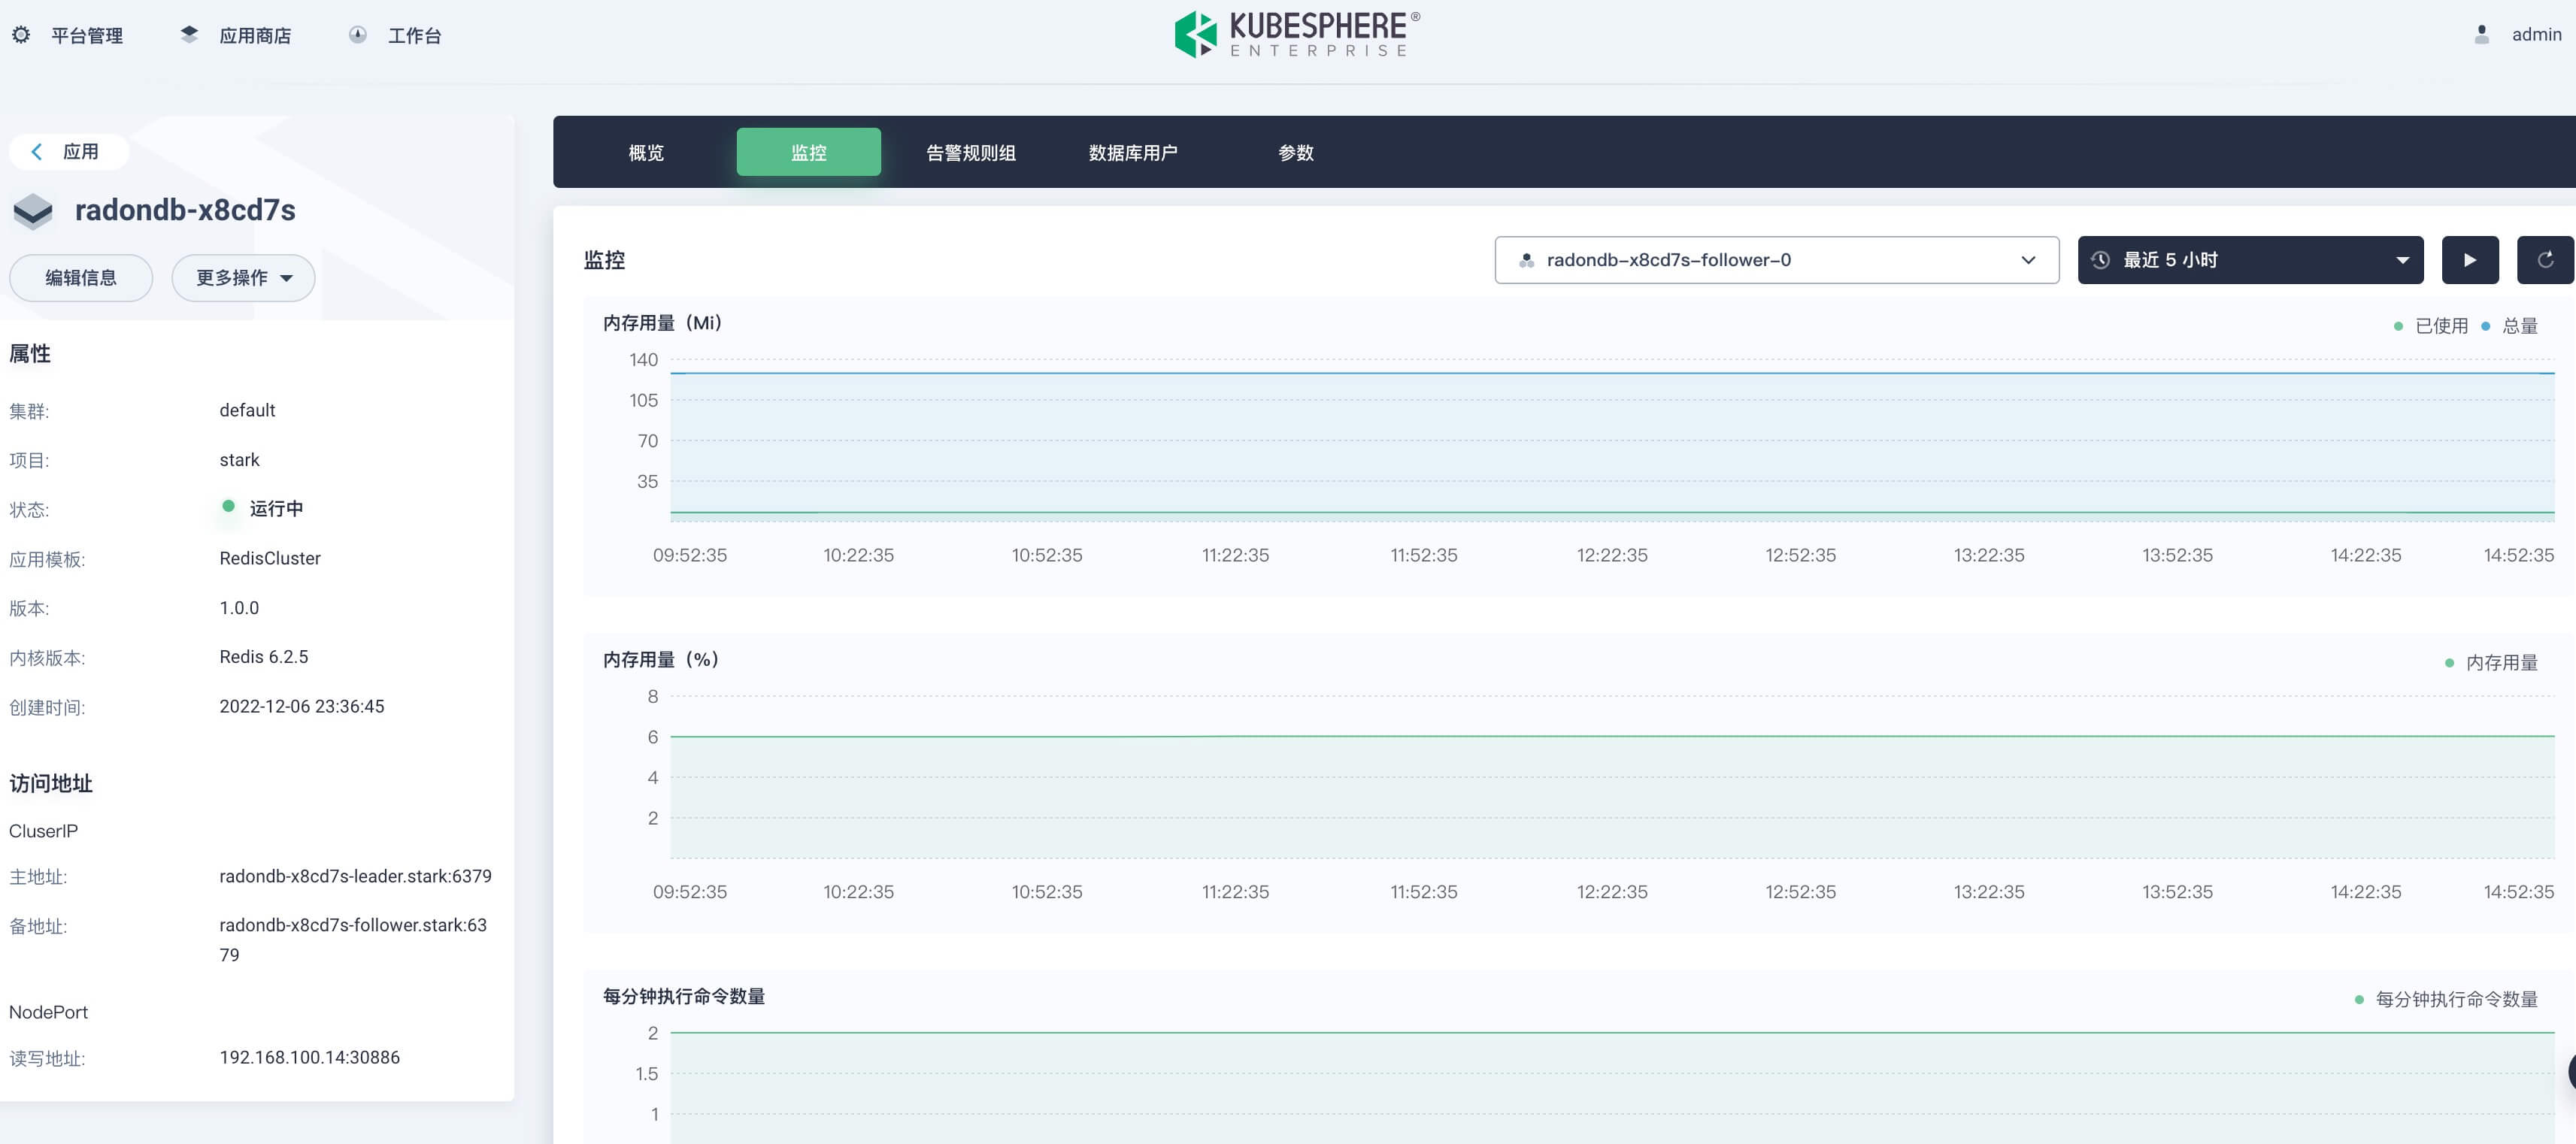 平台管理
应用商店
工作台
KUBESPHERE®
ENTERPRISE
admin
应用
radondb-x8cd7s
编辑信息
更多操作
属性
集群: default
项目: stark
状态: 运行中
应用模板: RedisCluster
版本: 1.0.0
内核版本: Redis 6.2.5
创建时间: 2022-12-06 23:36:45
访问地址
CluserIP
主地址: radondb-x8cd7s-leader.stark:6379
备地址: radondb-x8cd7s-follower.stark:63
79
NodePort
读写地址: 192.168.100.14:30886
概览 监控 告警规则组 数据库用户 参数
监控
radondb-x8cd7s-follower-0
最近 5 小时
内存用量（Mi）
已使用 总量
140
105
70
35
09:52:35 10:22:35 10:52:35 11:22:35 11:52:35 12:22:35 12:52:35 13:22:35 13:52:35 14:22:35 14:52:35
内存用量（%）
内存用量
8
6
4
2
09:52:35 10:22:35 10:52:35 11:22:35 11:52:35 12:22:35 12:52:35 13:22:35 13:52:35 14:22:35 14:52:35
每分钟执行命令数量
每分钟执行命令数量
2
1.5
1